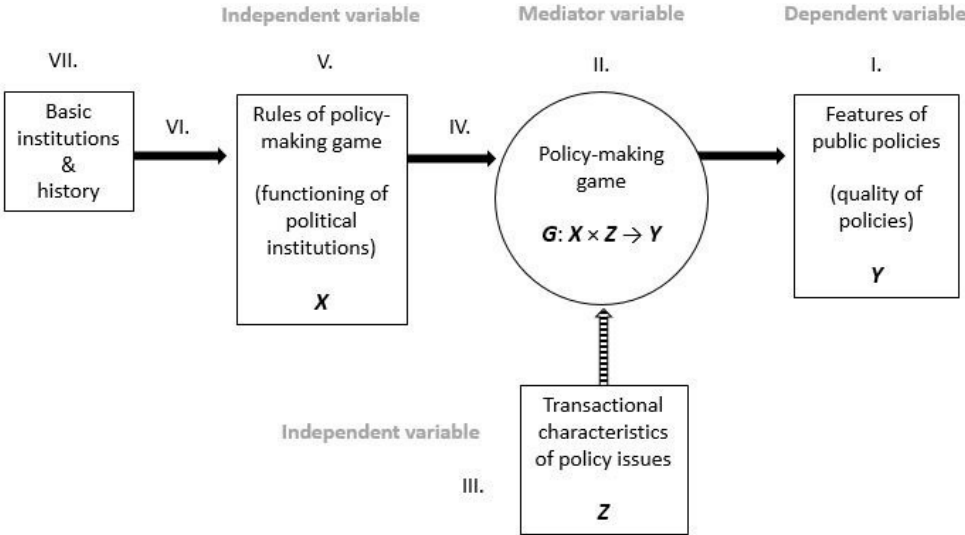 Independent variable
Mediator variable
Dependent variable
VII.
V.
II.
I.
Basic
institutions
&
history
VI.
Rules of policy-
making game
(functioning of
political
institutions)
X
IV.
Policy-making
game
G: X × Z → Y
Features of
public policies
(quality of
policies)
Y
Independent variable
III.
Transactional
characteristics
of policy issues
Z